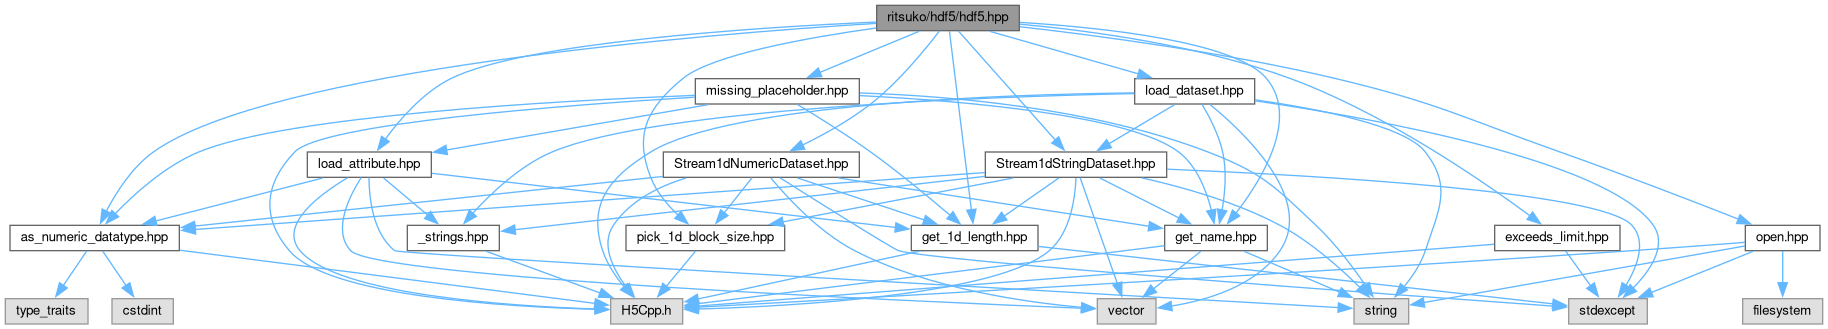 ritsuko/hdf5/hdf5.hpp
missing_placeholder.hpp
load_dataset.hpp
load_attribute.hpp
Stream1dNumericDataset.hpp
Stream1dStringDataset.hpp
as_numeric_datatype.hpp
_strings.hpp
pick_1d_block_size.hpp
get_1d_length.hpp
get_name.hpp
exceeds_limit.hpp
open.hpp
type_traits
cstdint
H5Cpp.h
vector
string
stdexcept
filesystem